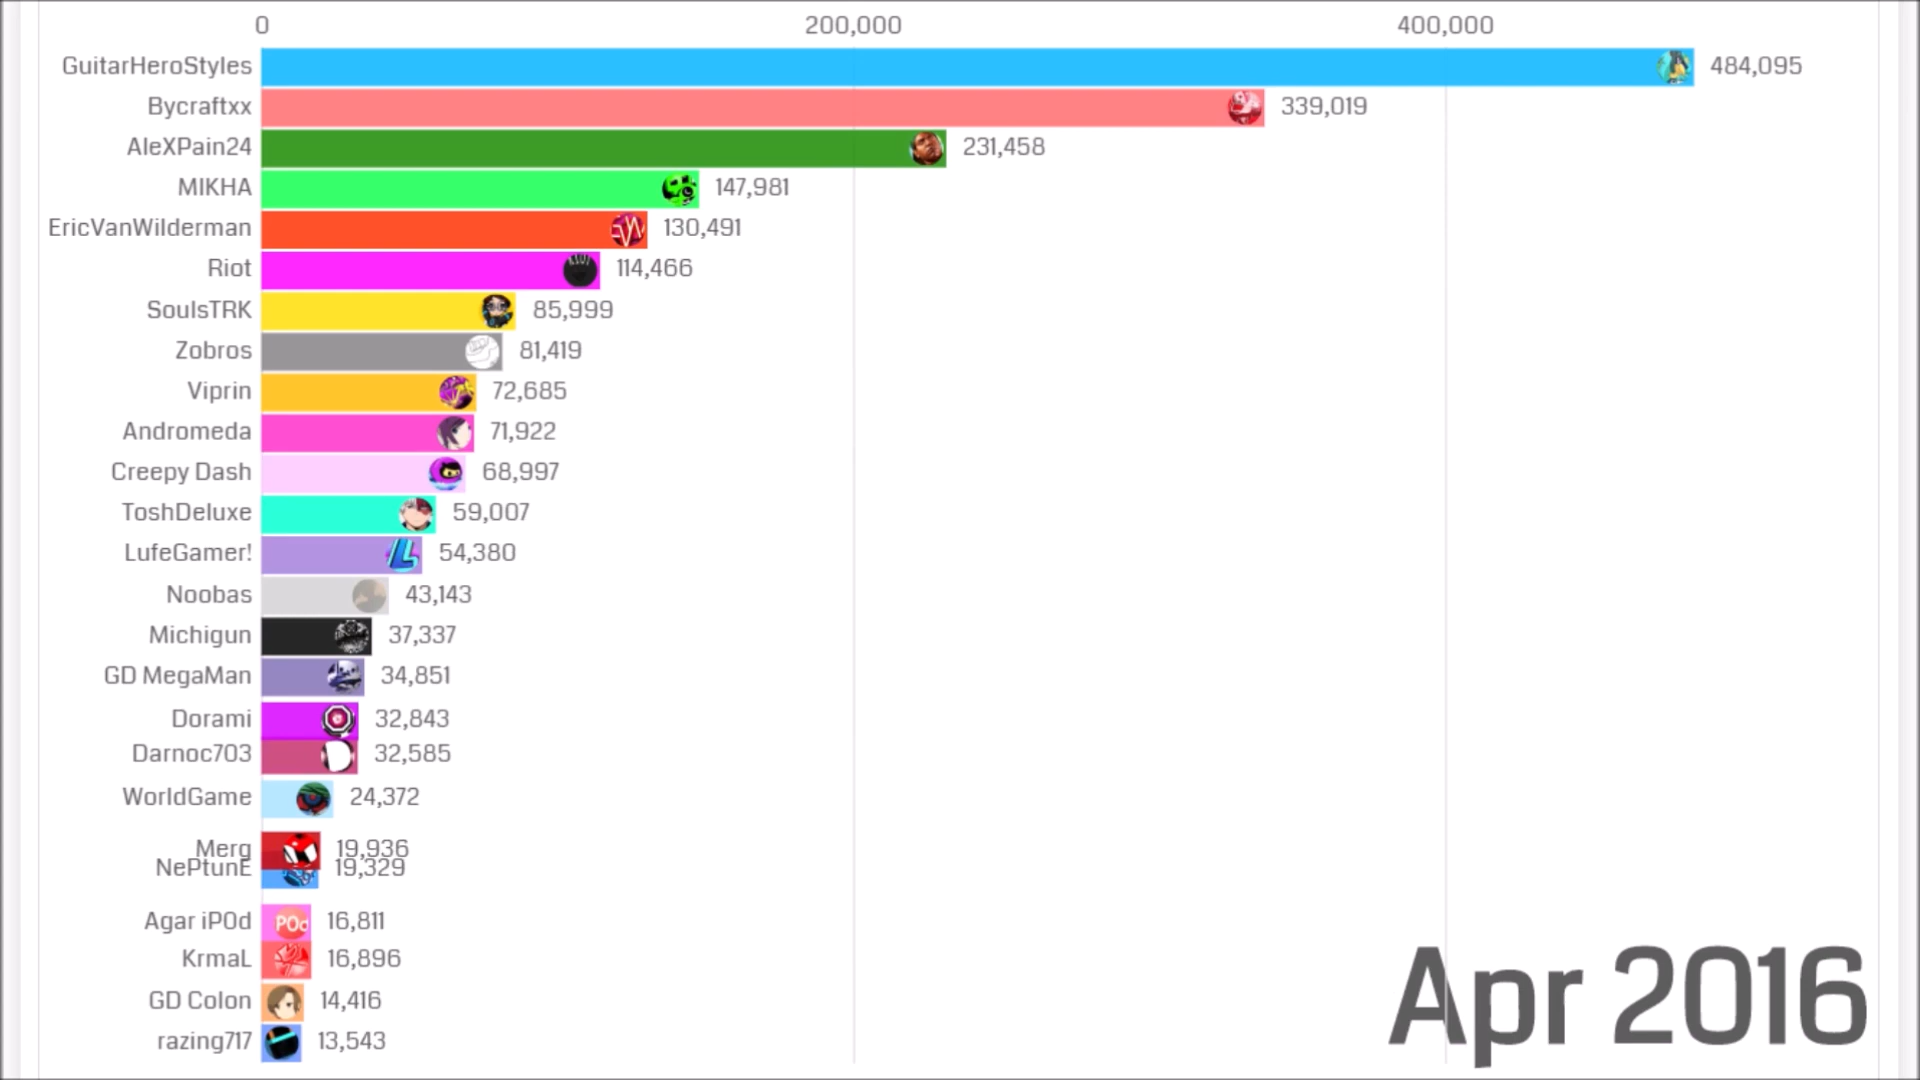 0 200,000 400,000
GuitarHeroStyles 484,095
Bycraftxx 339,019
AleXPain24 231,458
MIKHA 147,981
EricVanWilderman 130,491
Riot 114,466
SoulsTRK 85,999
Zobros 81,419
Viprin 72,685
Andromeda 71,922
Creepy Dash 68,997
ToshDeluxe 59,007
LufeGamer! 54,380
Noobas 43,143
Michigun 37,337
GD MegaMan 34,851
Dorami 32,843
Darnoc703 32,585
WorldGame 24,372
Merg 19,936
NePtunE 19,329
Agar iP0d P0d 16,811
KrmaL 16,896
GD Colon 14,416
razing717 13,543
Apr 2016